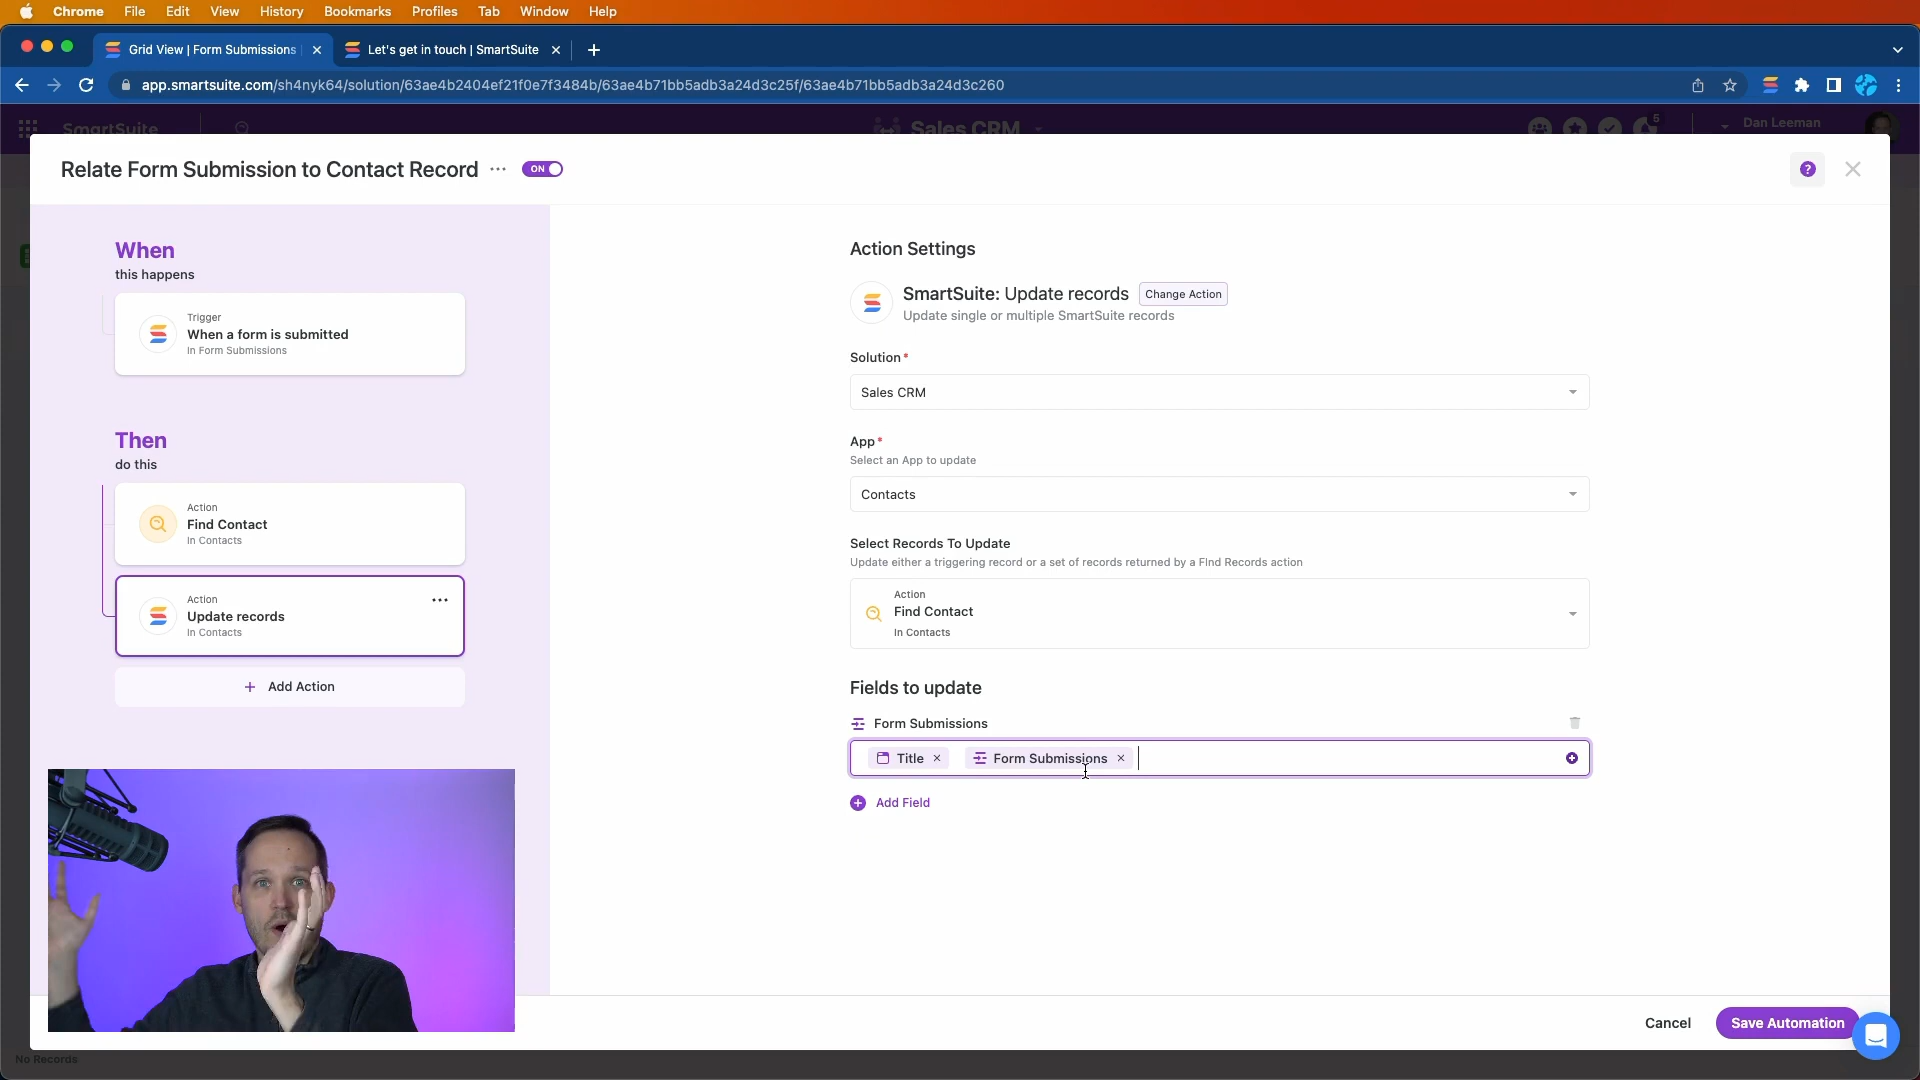 Chrome File Edit View History Bookmarks Profiles Tab Window Help
Grid View | Form Submissions
Let's get in touch | SmartSuite
app.smartsuite.com/sh4nyk64/solution/63ae4b2404ef21f0e7f3484b/63ae4b71bb5adb3a24d3c25f/63ae4b71bb5adb3a24d3c260
SmartSuite
Sales CRM
5
Dan Leeman
Relate Form Submission to Contact Record
ON
?
When
this happens
Trigger
When a form is submitted
In Form Submissions
Then
do this
Action
Find Contact
In Contacts
Action
Update records
In Contacts
+ Add Action
Action Settings
SmartSuite: Update records
Change Action
Update single or multiple SmartSuite records
Solution*
Sales CRM
App*
Select an App to update
Contacts
Select Records To Update
Update either a triggering record or a set of records returned by a FInd Records action
Action
Find Contact
In Contacts
Fields to update
Form Submissions
Title × Form Submissions ×
Add Field
Cancel
Save Automation
No Records